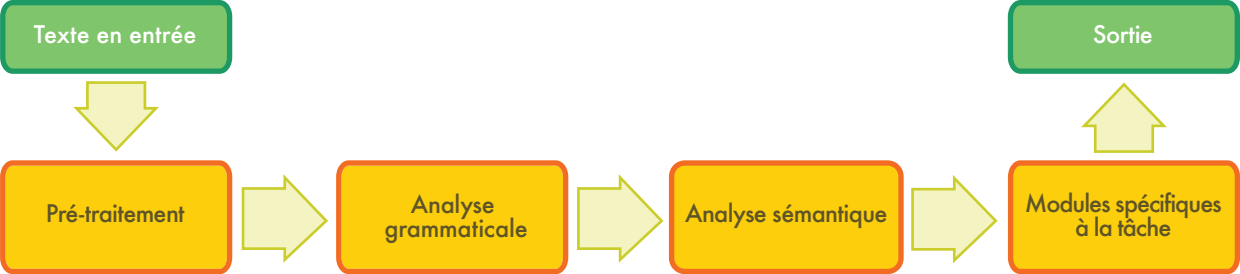 Texte en entrée
Sortie
Pré-traitement
Analyse
grammaticale
Analyse sémantique
Modules spécifiques
à la tâche